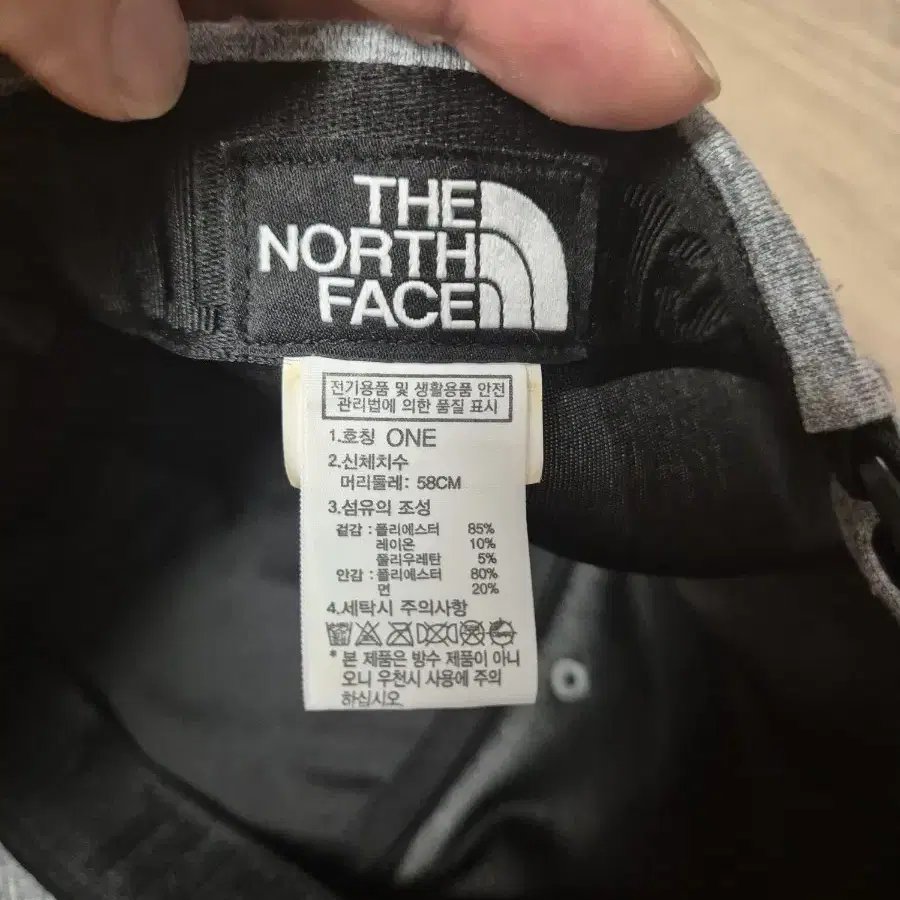 THE
NORTH
FACE
전기용품 및 생활용품 안전
관리법에 의한 품질 표시
1.호칭 ONE
2.신체치수
머리둘레: 58CM
3.섬유의 조성
겉감 : 폴리에스터 85%
레이온 10%
폴리우레탄 5%
안감 : 폴리에스터 80%
면 20%
4.세탁시 주의사항
* 본 제품은 방수 제품이 아니
오니 우천시 사용에 주의
하십시오